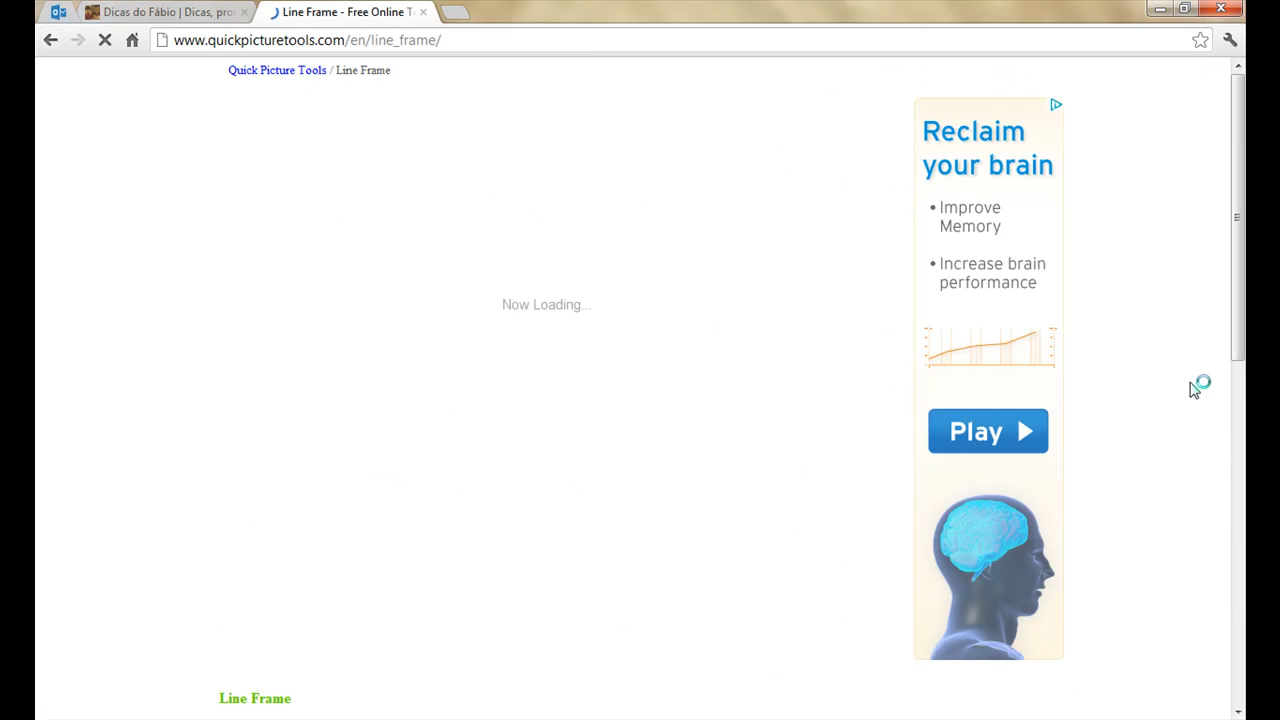 Dicas do Fábio | Dicas, pro
Line Frame - Free Online T
www.quickpicturetools.com/en/line_frame/
Quick Picture Tools / Line Frame
Reclaim
your brain
• Improve
Memory
• Increase brain
performance
Now Loading...
Play
Line Frame